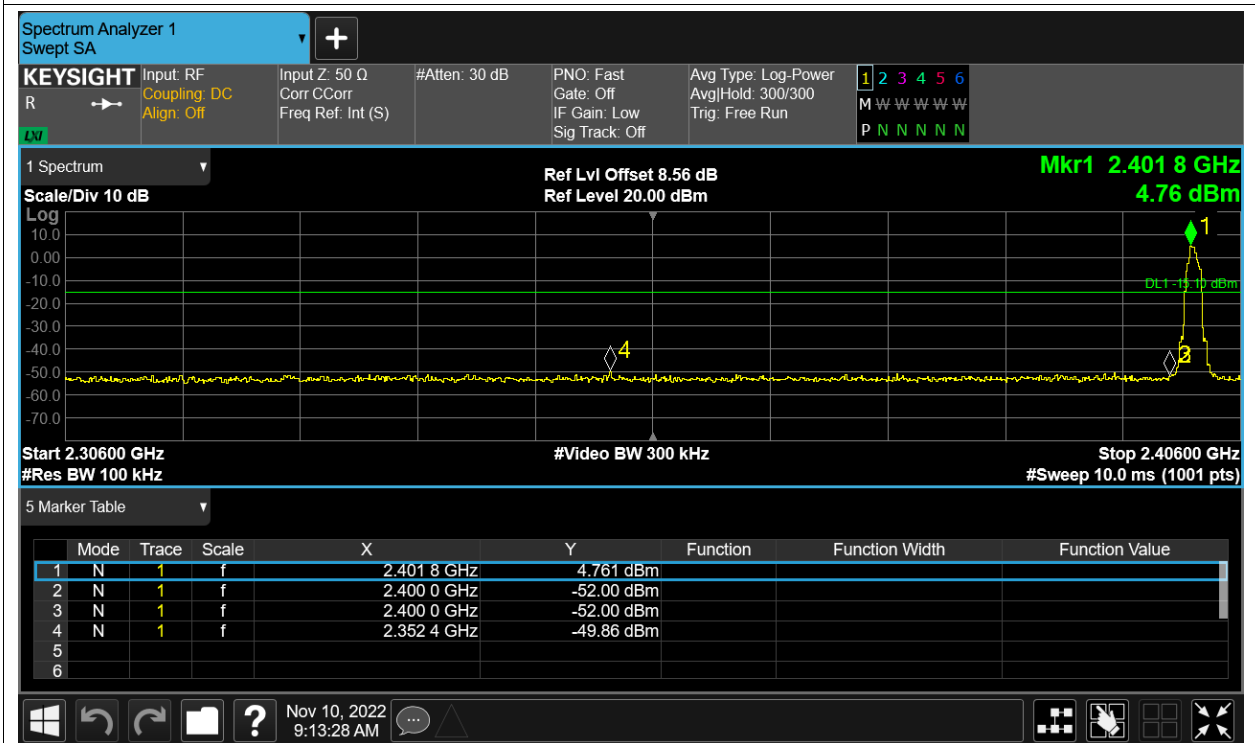 Spectrum Analyzer 1
Swept SA
+
KEYSIGHT Input: RF Input Z: 50 Ω #Atten: 30 dB PNO: Fast Avg Type: Log-Power 1 2 3 4 5 6
R Coupling: DC Corr CCorr Gate: Off Avg|Hold: 300/300 M W W W W W
Align: Off Freq Ref: Int (S) IF Gain: Low Trig: Free Run
LXI Sig Track: Off P N N N N N
1 Spectrum Ref Lvl Offset 8.56 dB Mkr1 2.401 8 GHz
Scale/Div 10 dB Ref Level 20.00 dBm 4.76 dBm
Log
1
10.0
0.00
-10.0
DL1 -15.10 dBm
-20.0
-30.0
-40.0
4
-50.0
-60.0
-70.0
Start 2.30600 GHz #Video BW 300 kHz Stop 2.40600 GHz
#Res BW 100 kHz #Sweep 10.0 ms (1001 pts)
5 Marker Table
Mode Trace Scale X Y Function Function Width Function Value
1 N 1 f 2.401 8 GHz 4.761 dBm
2 N 1 f 2.400 0 GHz -52.00 dBm
3 N 1 f 2.400 0 GHz -52.00 dBm
4 N 1 f 2.352 4 GHz -49.86 dBm
5
6
? Nov 10, 2022
9:13:28 AM